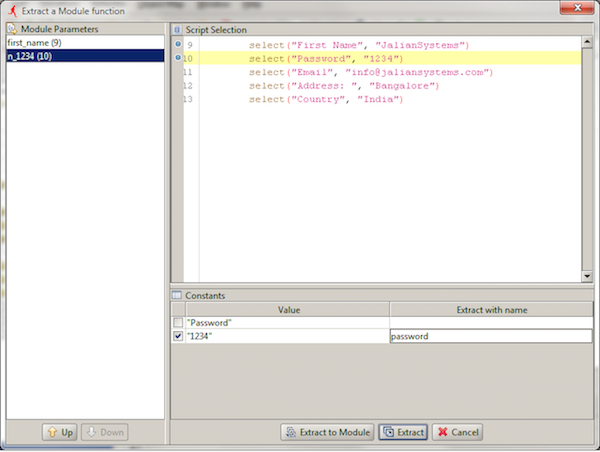 Extract a Module function
Module Parameters
first_name (9)
n_1234 (10)
Script Selection
9 select("First Name", "JalianSystems")
10 select("Password", "1234")
11 select("Email", "info@jaliansystems.com")
12 select("Address: ", "Bangalore")
13 select("Country", "India")
Constants
Value Extract with name
"Password"
"1234" password
Up Down Extract to Module Extract Cancel